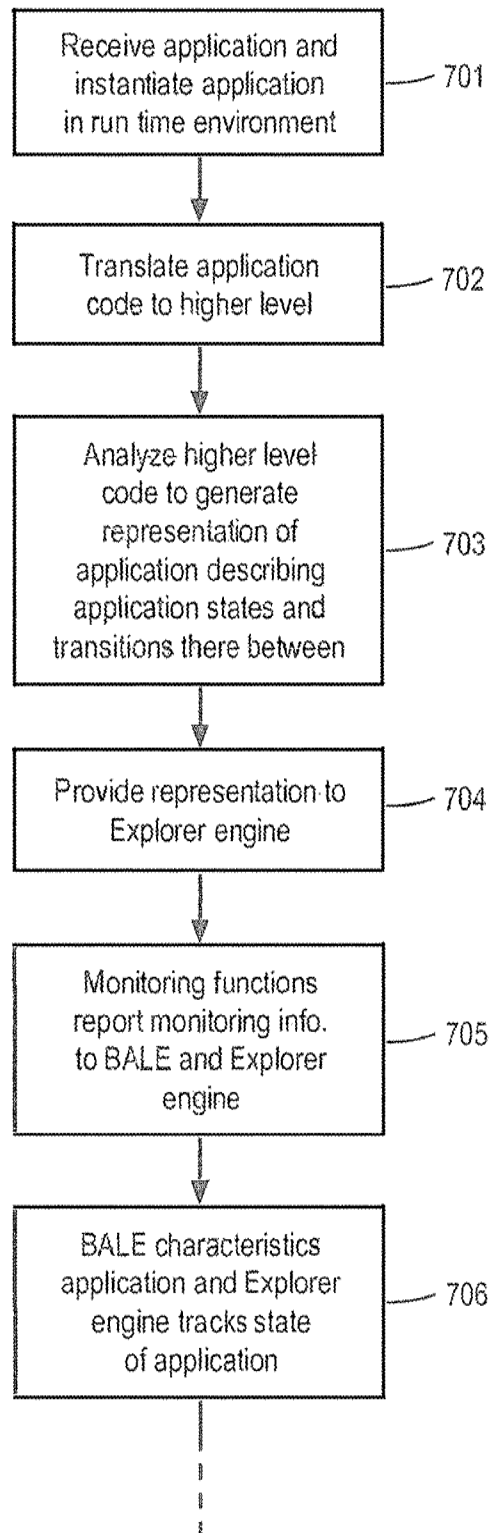 Receive application and
instantiate application
in run time environment
701
Translate application
code to higher level
702
Analyze higher level
code to generate
representation of
application describing
application states and
transitions there between
703
Provide representation to
Explorer engine
704
Monitoring functions
report monitoring info.
to BALE and Explorer
engine
705
BALE characteristics
application and Explorer
engine tracks state
of application
706